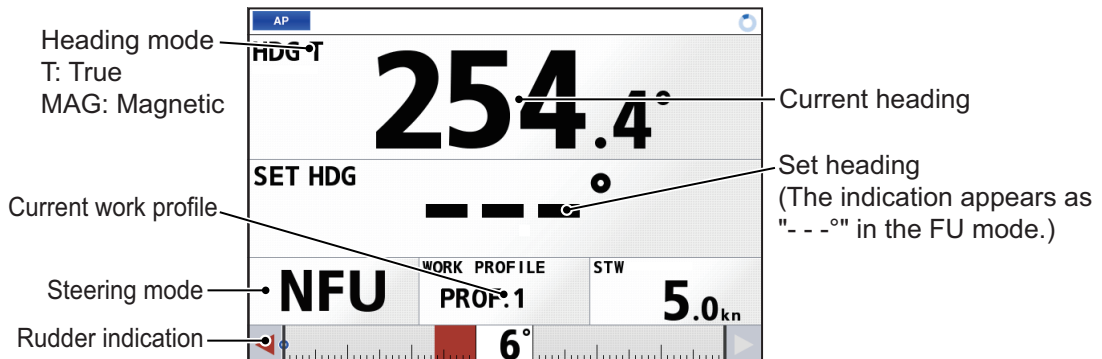 AP
Heading mode
T: True
MAG: Magnetic
HDG T
254.4°
Current heading
SET HDG
---°
Set heading
(The indication appears as
"- - -°" in the FU mode.)
Current work profile
Steering mode
NFU
WORK PROFILE
PROF.1
STW
5.0kn
Rudder indication
6°